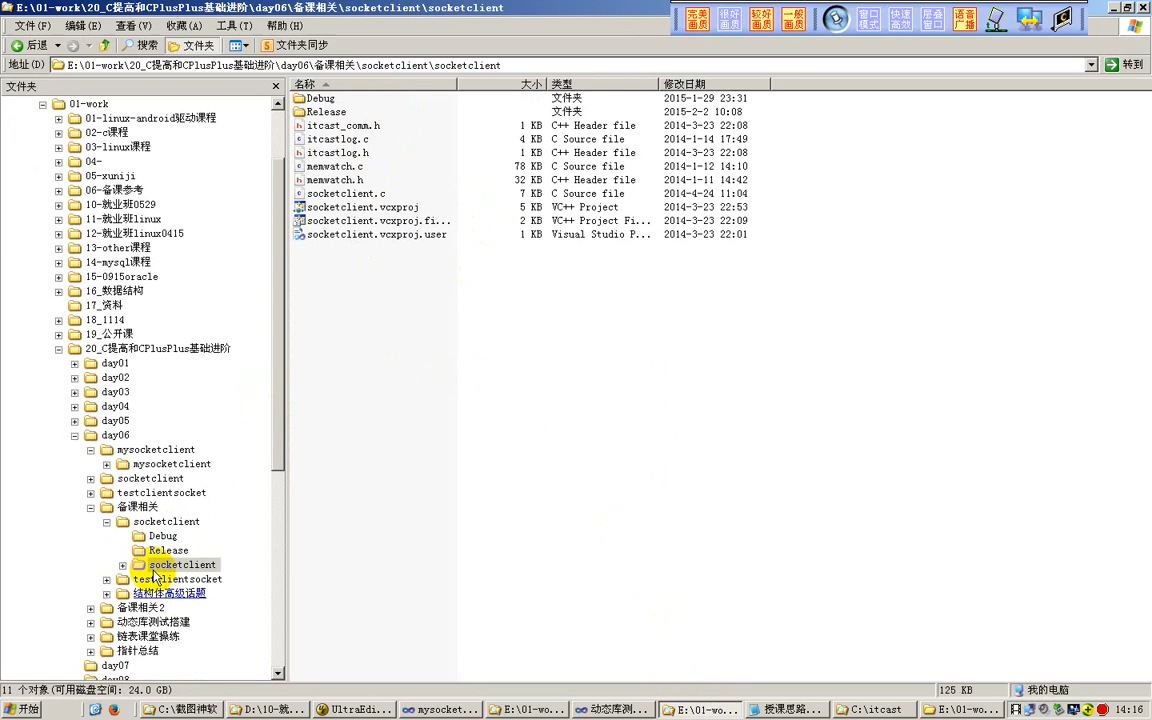 E:\01-work\20_C提高和CPlusPlus基础进阶\day06\备课相关\socketclient\socketclient
完美画质 很好画质 较好画质 一般画质 窗口模式 快速高效 层叠窗口 语音广播
文件(F) 编辑(E) 查看(V) 收藏(A) 工具(T) 帮助(H)
后退 搜索 文件夹 文件夹同步
地址(D) E:\01-work\20_C提高和CPlusPlus基础进阶\day06\备课相关\socketclient\socketclient 转到
文件夹
01-work
01-linux-android驱动课程
02-c课程
03-linux课程
04-
05-xuniji
06-备课参考
10-就业班0529
11-就业班linux
12-就业班linux0415
13-other课程
14-mysql课程
15-0915oracle
16_数据结构
17_资料
18_1114
19_公开课
20_C提高和CPlusPlus基础进阶
day01
day02
day03
day04
day05
day06
mysocketclient
mysocketclient
socketclient
testclientsocket
备课相关
socketclient
Debug
Release
socketclient
testclientsocket
结构体高级话题
备课相关2
动态库测试搭建
链表课堂操练
指针总结
day07
名称 大小 类型 修改日期
Debug 文件夹 2015-1-29 23:31
Release 文件夹 2015-2-2 10:08
itcast_comm.h 1 KB C++ Header file 2014-3-23 22:08
itcastlog.c 4 KB C Source file 2014-1-14 17:49
itcastlog.h 1 KB C++ Header file 2014-3-23 22:08
memwatch.c 78 KB C Source file 2014-1-12 14:10
memwatch.h 32 KB C++ Header file 2014-1-11 14:42
socketclient.c 7 KB C Source file 2014-4-24 11:04
socketclient.vcxproj 5 KB VC++ Project 2014-3-23 22:53
socketclient.vcxproj.fi... 2 KB VC++ Project Fi... 2014-3-23 22:09
socketclient.vcxproj.user 1 KB Visual Studio P... 2014-3-23 22:01
11 个对象(可用磁盘空间: 24.0 GB) 125 KB 我的电脑
开始 C:\截图神软 D:\10-就... UltraEdi... mysocket... E:\01-wo... 动态库测... E:\01-wo... 授课思路... C:\itcast E:\01-wo... 14:16